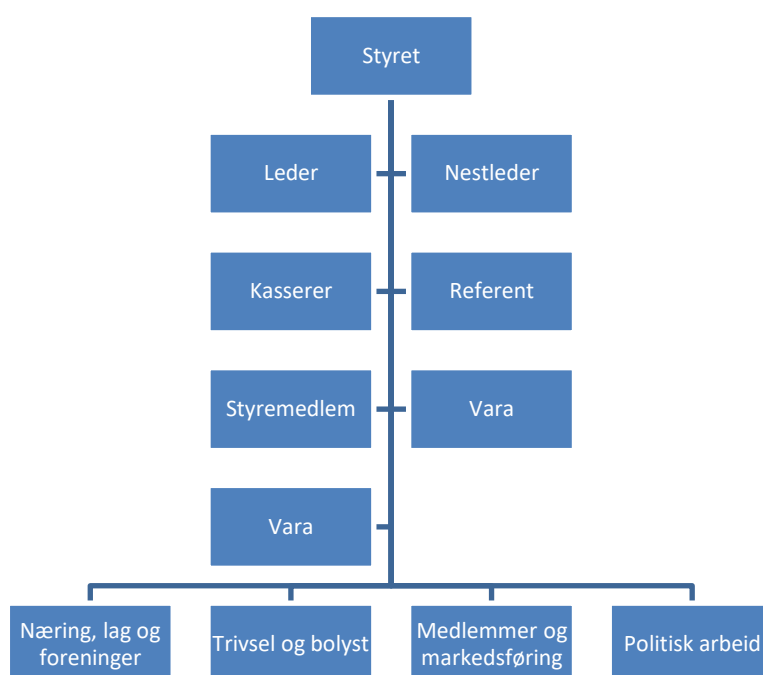 Styret
Leder
Nestleder
Kasserer
Referent
Styremedlem
Vara
Vara
Næring, lag og
foreninger
Trivsel og bolyst
Medlemmer og
markedsføring
Politisk arbeid